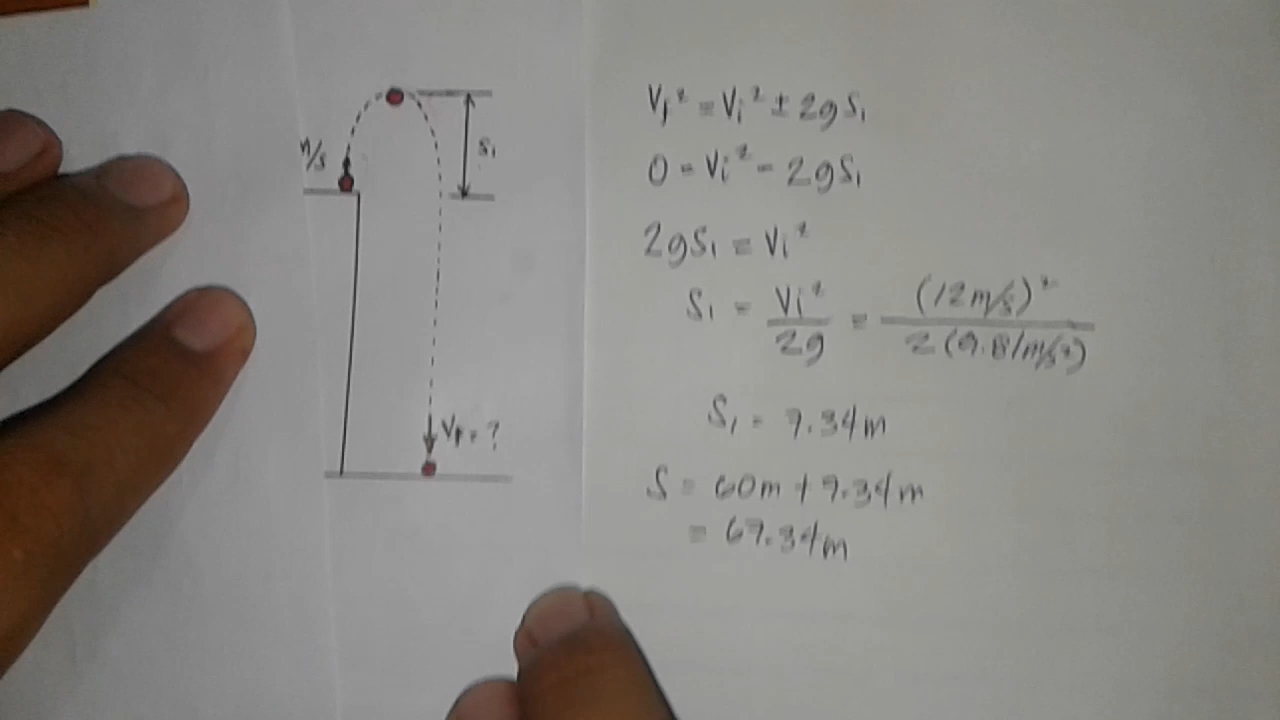 Vf² = Vi² ± 2gS₁
0 = Vi² - 2gS₁
2gS₁ = Vi²
S₁ = Vi²/2g = (12m/s)²/2(9.81m/s²)
S₁ = 7.34m
S = 60m + 7.34m
= 67.34m
m/s
S₁
Vf = ?